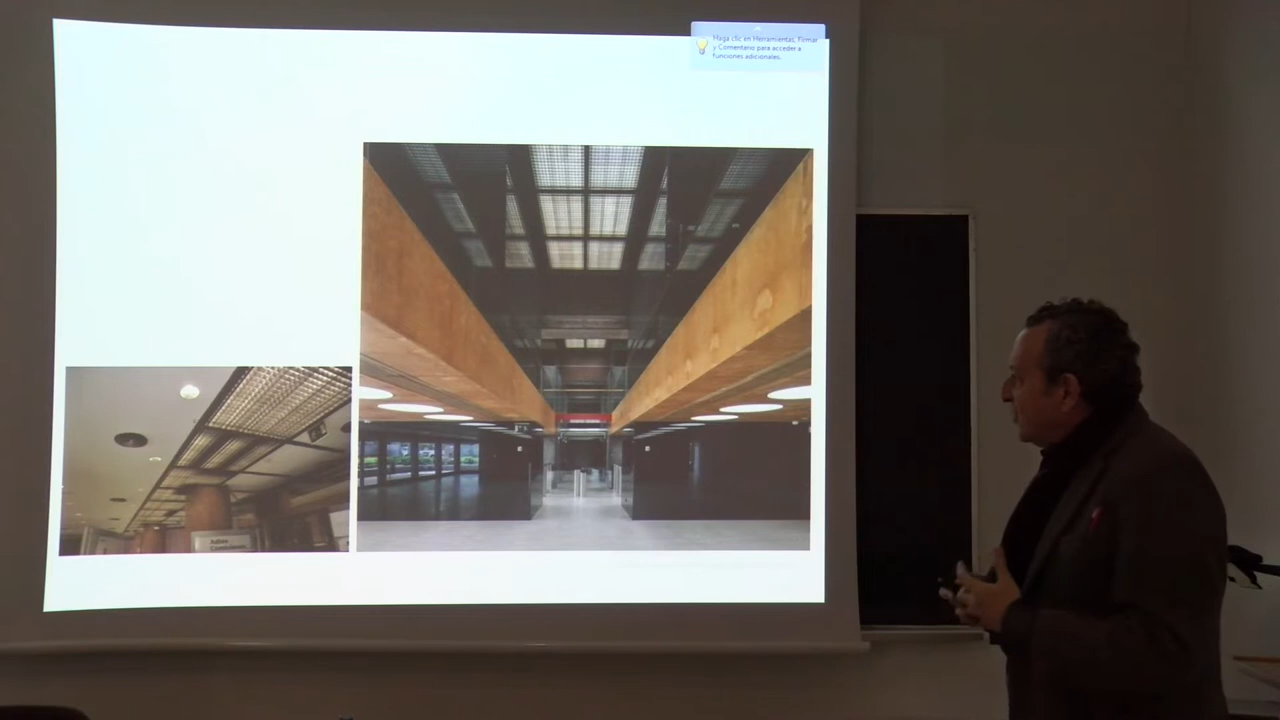 Haga clic en Herramientas, Firmar
y Comentario para acceder a
funciones adicionales.